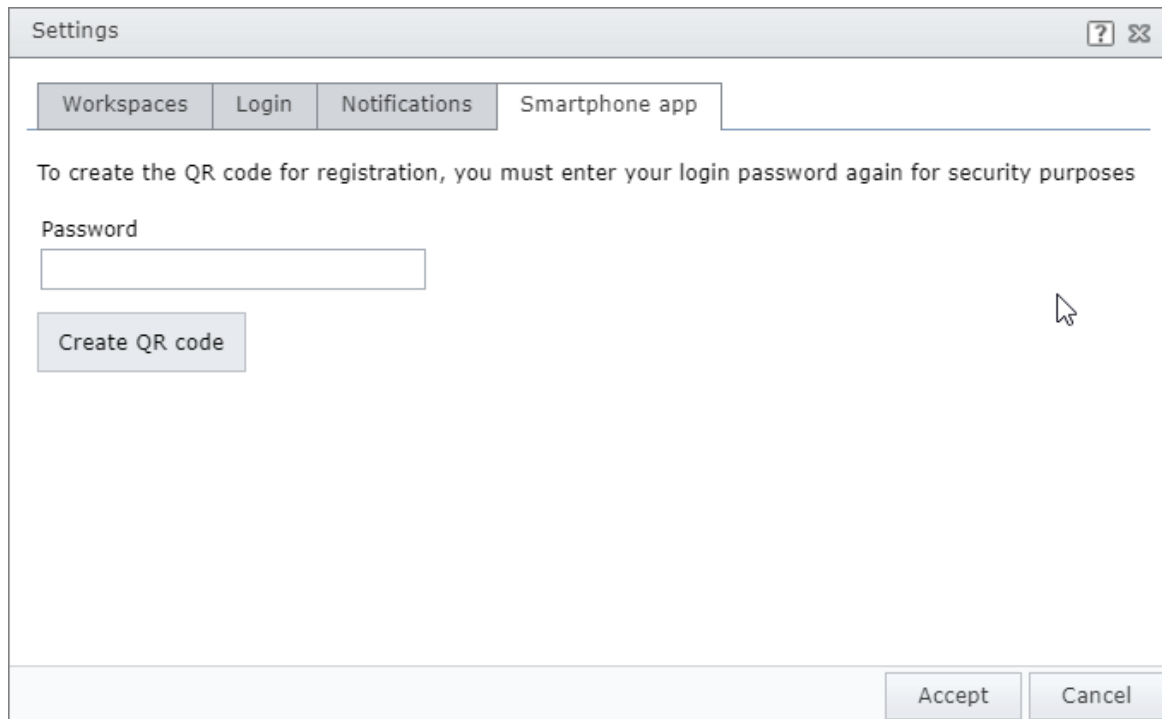 Settings
?
Workspaces Login Notifications Smartphone app
To create the QR code for registration, you must enter your login password again for security purposes
Password
Create QR code
Accept Cancel